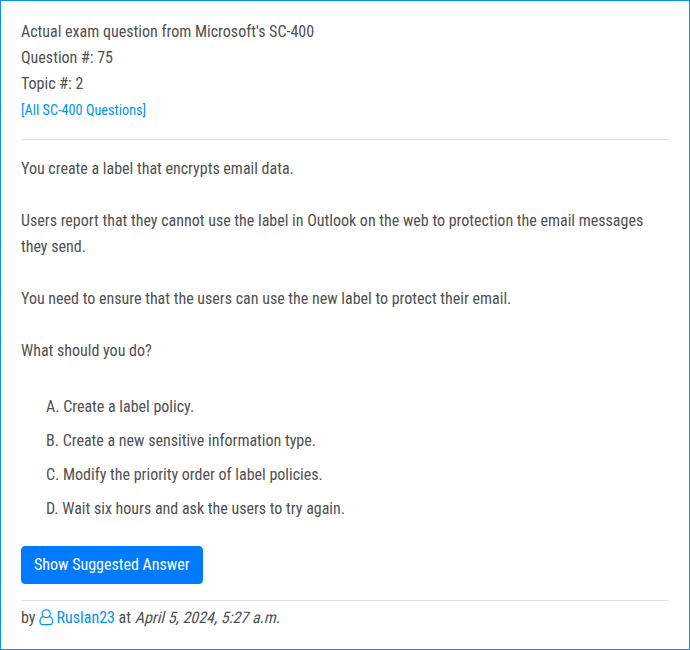 Actual exam question from Microsoft's SC-400
Question #: 75
Topic #: 2
[All SC-400 Questions]
You create a label that encrypts email data.
Users report that they cannot use the label in Outlook on the web to protection the email messages
they send.
You need to ensure that the users can use the new label to protect their email.
What should you do?
A. Create a label policy.
B. Create a new sensitive information type.
C. Modify the priority order of label policies.
D. Wait six hours and ask the users to try again.
Show Suggested Answer
by Ruslan23 at April 5, 2024, 5:27 a.m.